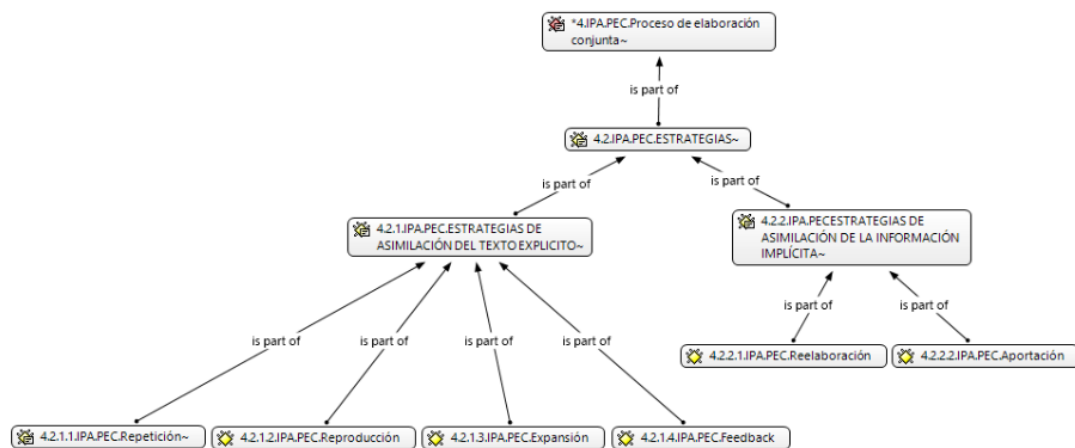 *4.IPA.PEC.Proceso de elaboración
conjunta~
is part of
4.2.IPA.PEC.ESTRATEGIAS~
is part of
is part of
4.2.1.IPA.PEC.ESTRATEGIAS DE
ASIMILACIÓN DEL TEXTO EXPLICITO~
4.2.2.IPA.PECESTRATEGIAS DE
ASIMILACIÓN DE LA INFORMACIÓN
IMPLÍCITA~
is part of
is part of
is part of
is part of
is part of
is part of
4.2.2.1.IPA.PEC.Reelaboración
4.2.2.2.IPA.PEC.Aportación
4.2.1.1.IPA.PEC.Repetición~
4.2.1.2.IPA.PEC.Reproducción
4.2.1.3.IPA.PEC.Expansión
4.2.1.4.IPA.PEC.Feedback